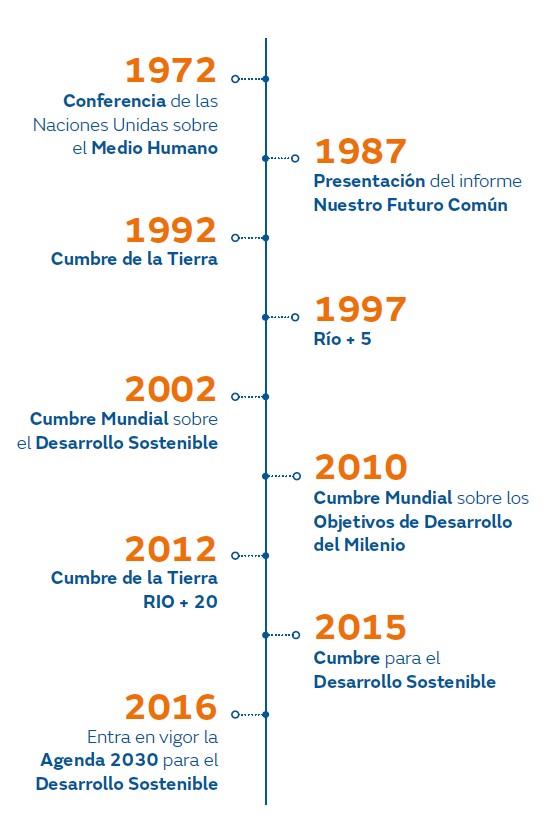 1972
Conferencia de las
Naciones Unidas sobre
el Medio Humano
1987
Presentación del informe
Nuestro Futuro Común
1992
Cumbre de la Tierra
1997
Río + 5
2002
Cumbre Mundial sobre
el Desarrollo Sostenible
2010
Cumbre Mundial sobre los
Objetivos de Desarrollo
del Milenio
2012
Cumbre de la Tierra
RIO + 20
2015
Cumbre para el
Desarrollo Sostenible
2016
Entra en vigor la
Agenda 2030 para el
Desarrollo Sostenible